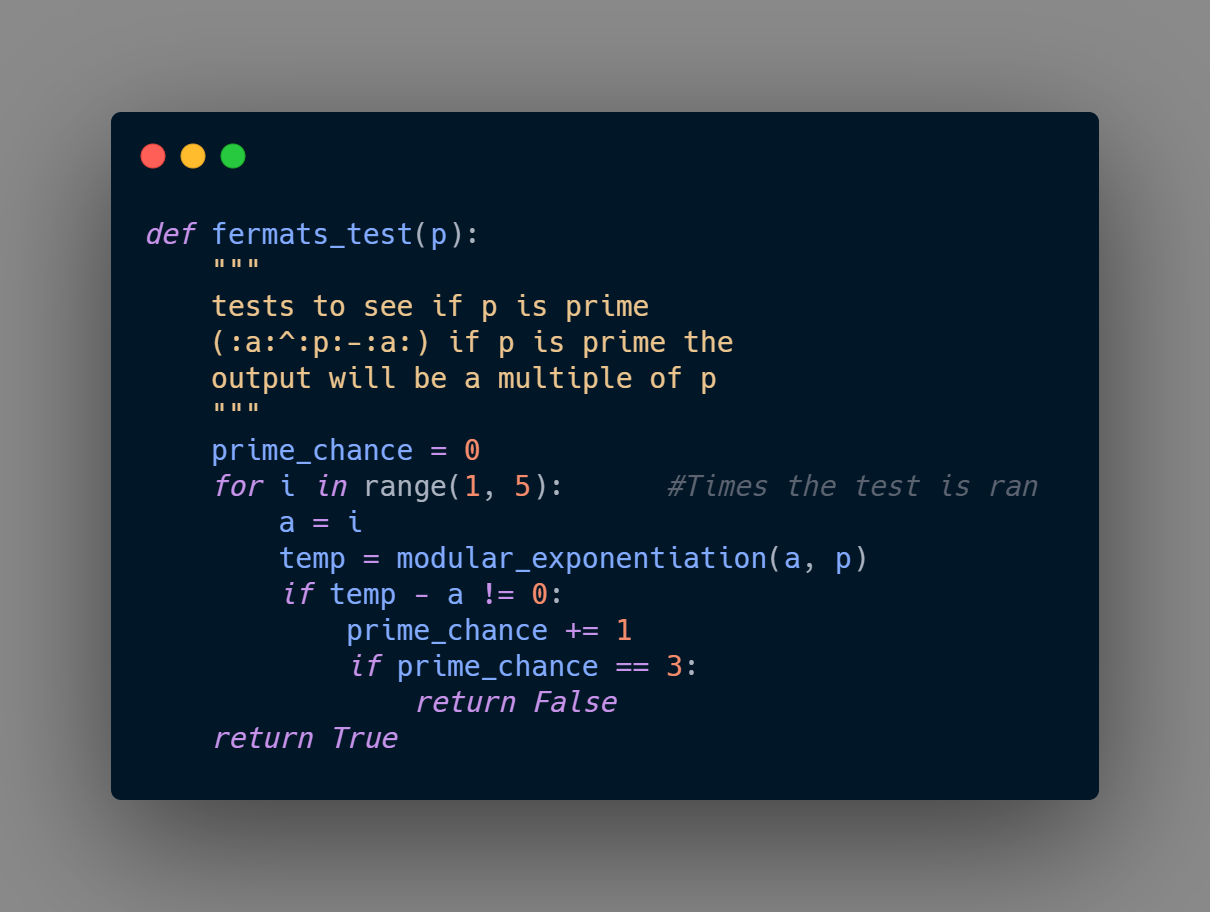 def fermats_test(p):
    """
    tests to see if p is prime
    (:a:^:p:-:a:) if p is prime the
    output will be a multiple of p
    """
    prime_chance = 0
    for i in range(1, 5):      #Times the test is ran
        a = i
        temp = modular_exponentiation(a, p)
        if temp - a != 0:
            prime_chance += 1
            if prime_chance == 3:
                return False
    return True